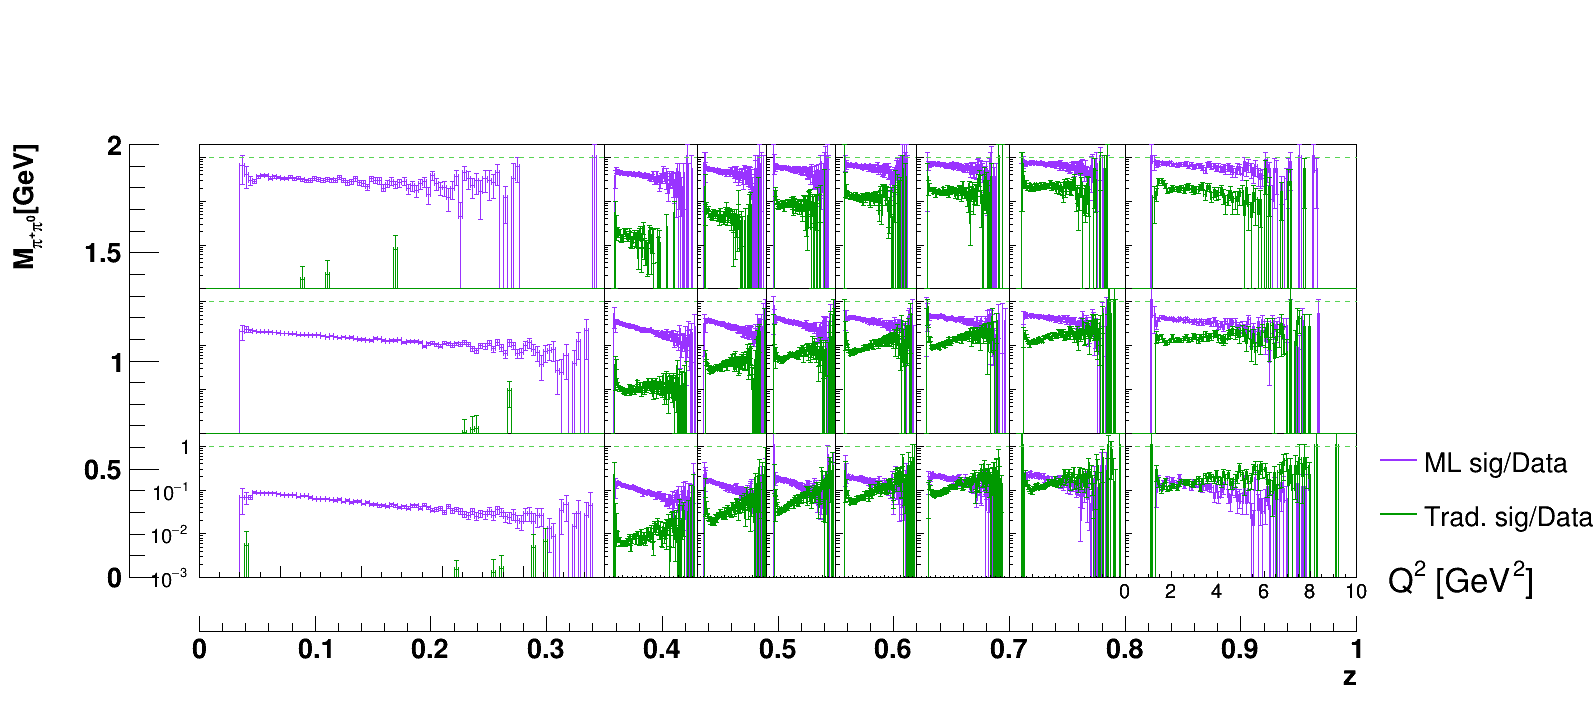 M π⁺π⁰ [GeV]
2
1.5
1
0.5
0
1
10⁻¹
10⁻²
10⁻³
ML sig/Data
Trad. sig/Data
0 2 4 6 8 10
Q² [GeV²]
0 0.1 0.2 0.3 0.4 0.5 0.6 0.7 0.8 0.9 1
z